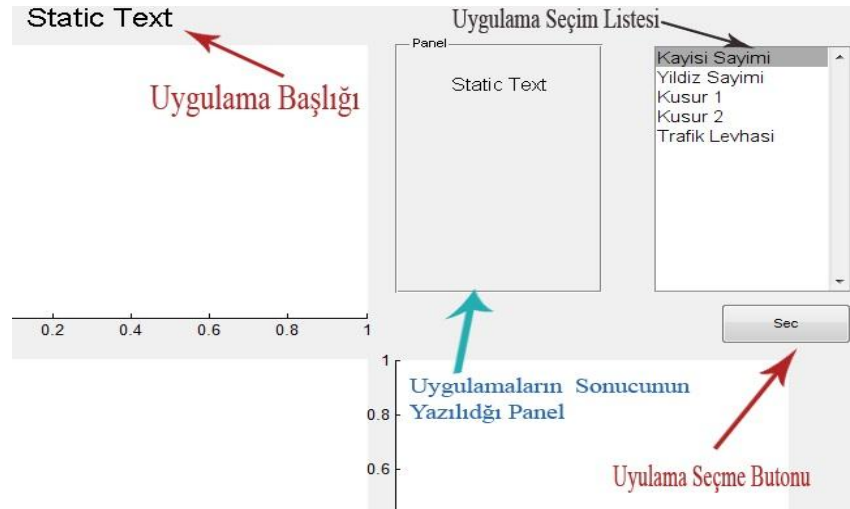 Static Text
Uygulama Seçim Listesi
Uygulama Başlığı
Panel
Static Text
Kayisi Sayimi
Yildiz Sayimi
Kusur 1
Kusur 2
Trafik Levhasi
0.2 0.4 0.6 0.8 1
Sec
1
0.8
0.6
Uygulamaların Sonucunun
Yazılıdğı Panel
Uyulama Seçme Butonu